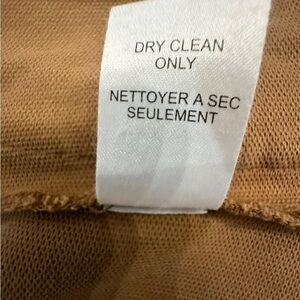 DRY CLEAN
ONLY
NETTOYER A SEC
SEULEMENT